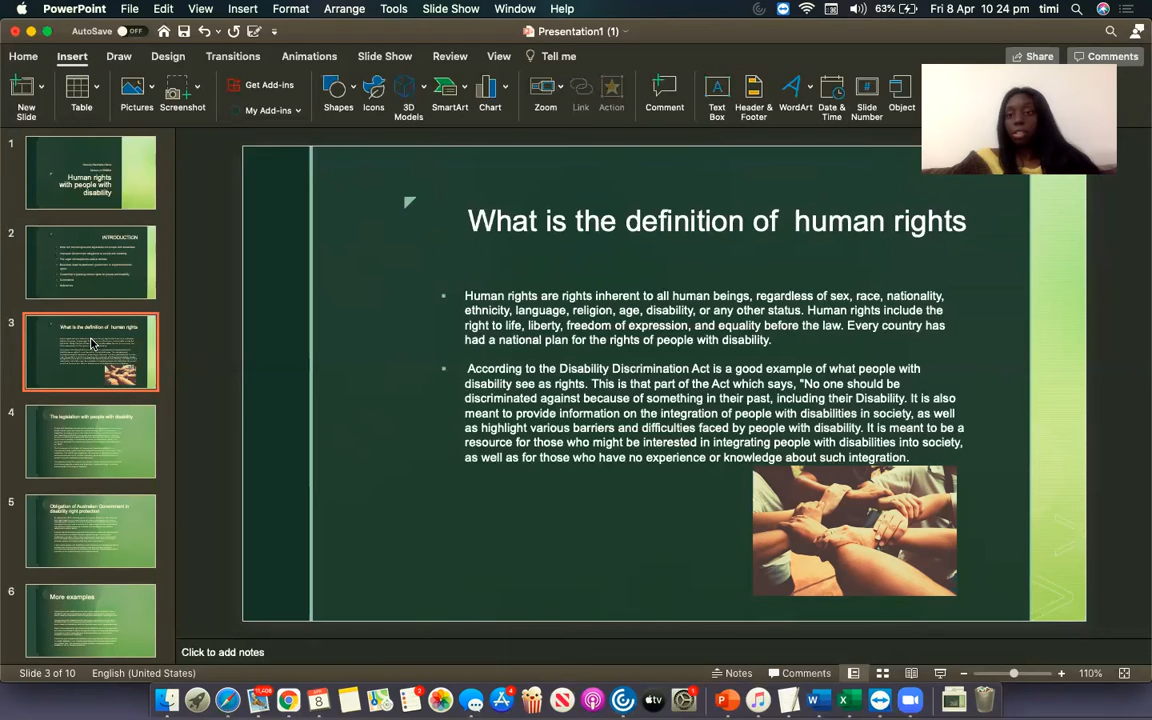 PowerPoint File Edit View Insert Format Arrange Tools Slide Show Window Help 63% Fri 8 Apr 10 24 pm timi
AutoSave OFF Presentation1 (1)
Home Insert Draw Design Transitions Animations Slide Show Review View Tell me Share Comments
New Slide
Table
Pictures
Screenshot
Get Add-ins
My Add-ins
Shapes
Icons
3D Models
SmartArt
Chart
Zoom
Link
Action
Comment
Text Box
Header & Footer
WordArt
Date & Time
Slide Number
Object
1
Human rights
with people with
disability
2
INTRODUCTION
3
What is the definition of human rights
4
The legislation with people with disability
5
Obligation of Australian Government in
disability right protection
6
More examples
What is the definition of  human rights
Human rights are rights inherent to all human beings, regardless of sex, race, nationality,
ethnicity, language, religion, age, disability, or any other status. Human rights include the
right to life, liberty, freedom of expression, and equality before the law. Every country has
had a national plan for the rights of people with disability.
According to the Disability Discrimination Act is a good example of what people with
disability see as rights. This is that part of the Act which says, "No one should be
discriminated against because of something in their past, including their Disability. It is also
meant to provide information on the integration of people with disabilities in society, as well
as highlight various barriers and difficulties faced by people with disability. It is meant to be a
resource for those who might be interested in integrating people with disabilities into society,
as well as for those who have no experience or knowledge about such integration.
Click to add notes
Slide 3 of 10 English (United States) Notes Comments 110%